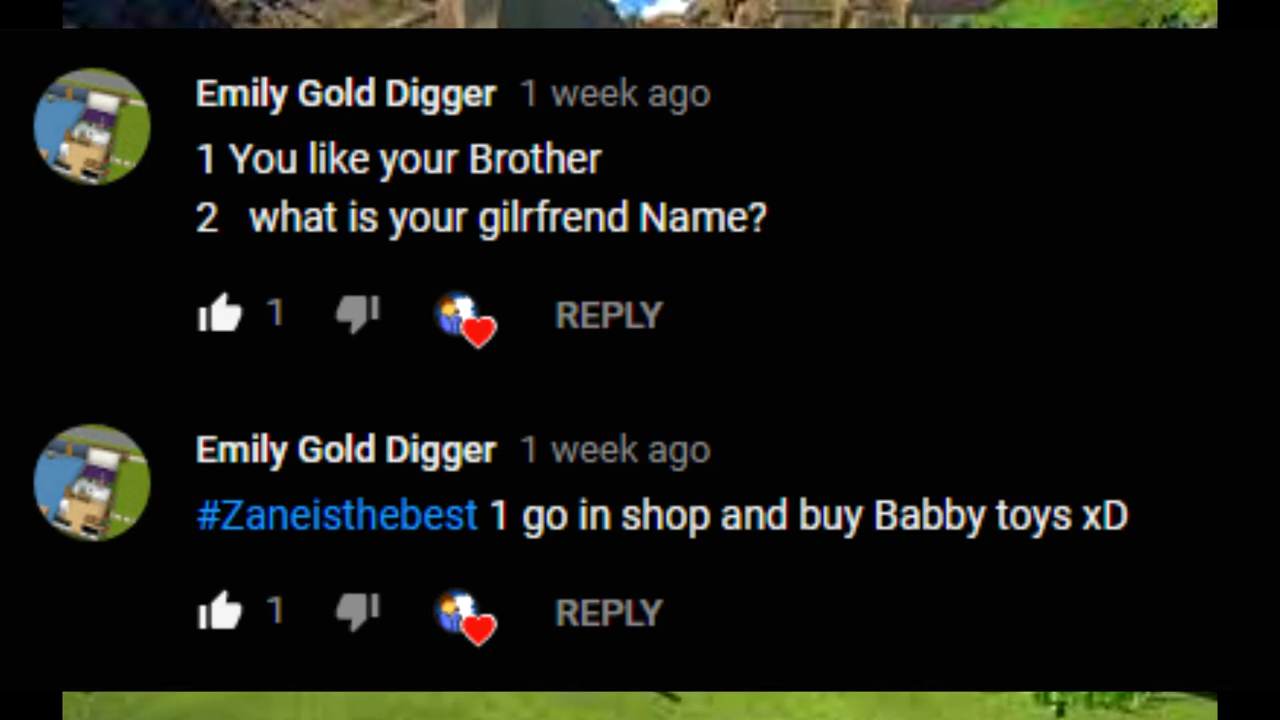 Emily Gold Digger 1 week ago
1 You like your Brother
2 what is your gilrfrend Name?
1 REPLY
Emily Gold Digger 1 week ago
#Zaneisthebest 1 go in shop and buy Babby toys xD
1 REPLY